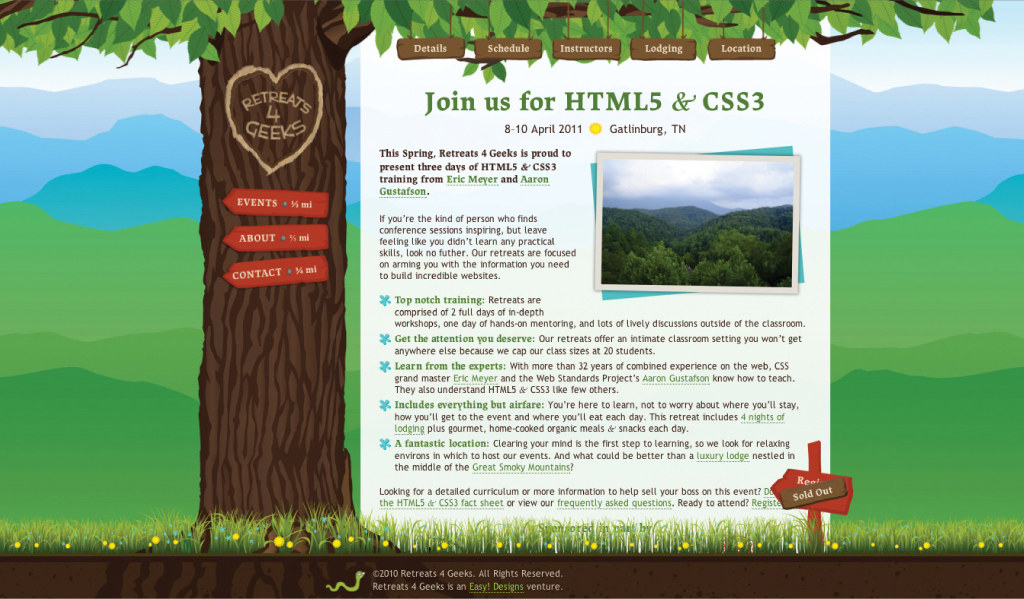 Details
Schedule
Instructors
Lodging
Location
RETREATS
4
GEEKS
EVENTS
ABOUT
CONTACT
Join us for HTML5 & CSS3
8-10 April 2011 Gatlinburg, TN
This Spring, Retreats 4 Geeks is proud to
present three days of HTML5 & CSS3
training from Eric Meyer and Aaron
Gustafson.
If you're the kind of person who finds
conference sessions inspiring, but leave
feeling like you didn't learn any practical
skills, look no futher. Our retreats are focused
on arming you with the information you need
to build incredible websites.
Top notch training: Retreats are
comprised of 2 full days of in-depth
workshops, one day of hands-on mentoring, and lots of lively discussions outside of the classroom.
Get the attention you deserve: Our retreats offer an intimate classroom setting you won't get
anywhere else because we cap our class sizes at 20 students.
Learn from the experts: With more than 32 years of combined experience on the web, CSS
grand master Eric Meyer and the Web Standards Project's Aaron Gustafson know how to teach.
They also understand HTML5 & CSS3 like few others.
Includes everything but airfare: You're here to learn, not to worry about where you'll stay,
how you'll get to the event and where you'll eat each day. This retreat includes 4 nights of
lodging plus gourmet, home-cooked organic meals & snacks each day.
A fantastic location: Clearing your mind is the first step to learning, so we look for relaxing
environs in which to host our events. And what could be better than a luxury lodge nestled in
the middle of the Great Smoky Mountains?
Looking for a detailed curriculum or more information to help sell your boss on this event?
the HTML5 & CSS3 fact sheet or view our frequently asked questions. Ready to attend?
Sold Out
Sponsored in part by
©2010 Retreats 4 Geeks. All Rights Reserved.
Retreats 4 Geeks is an Easy! Designs venture.